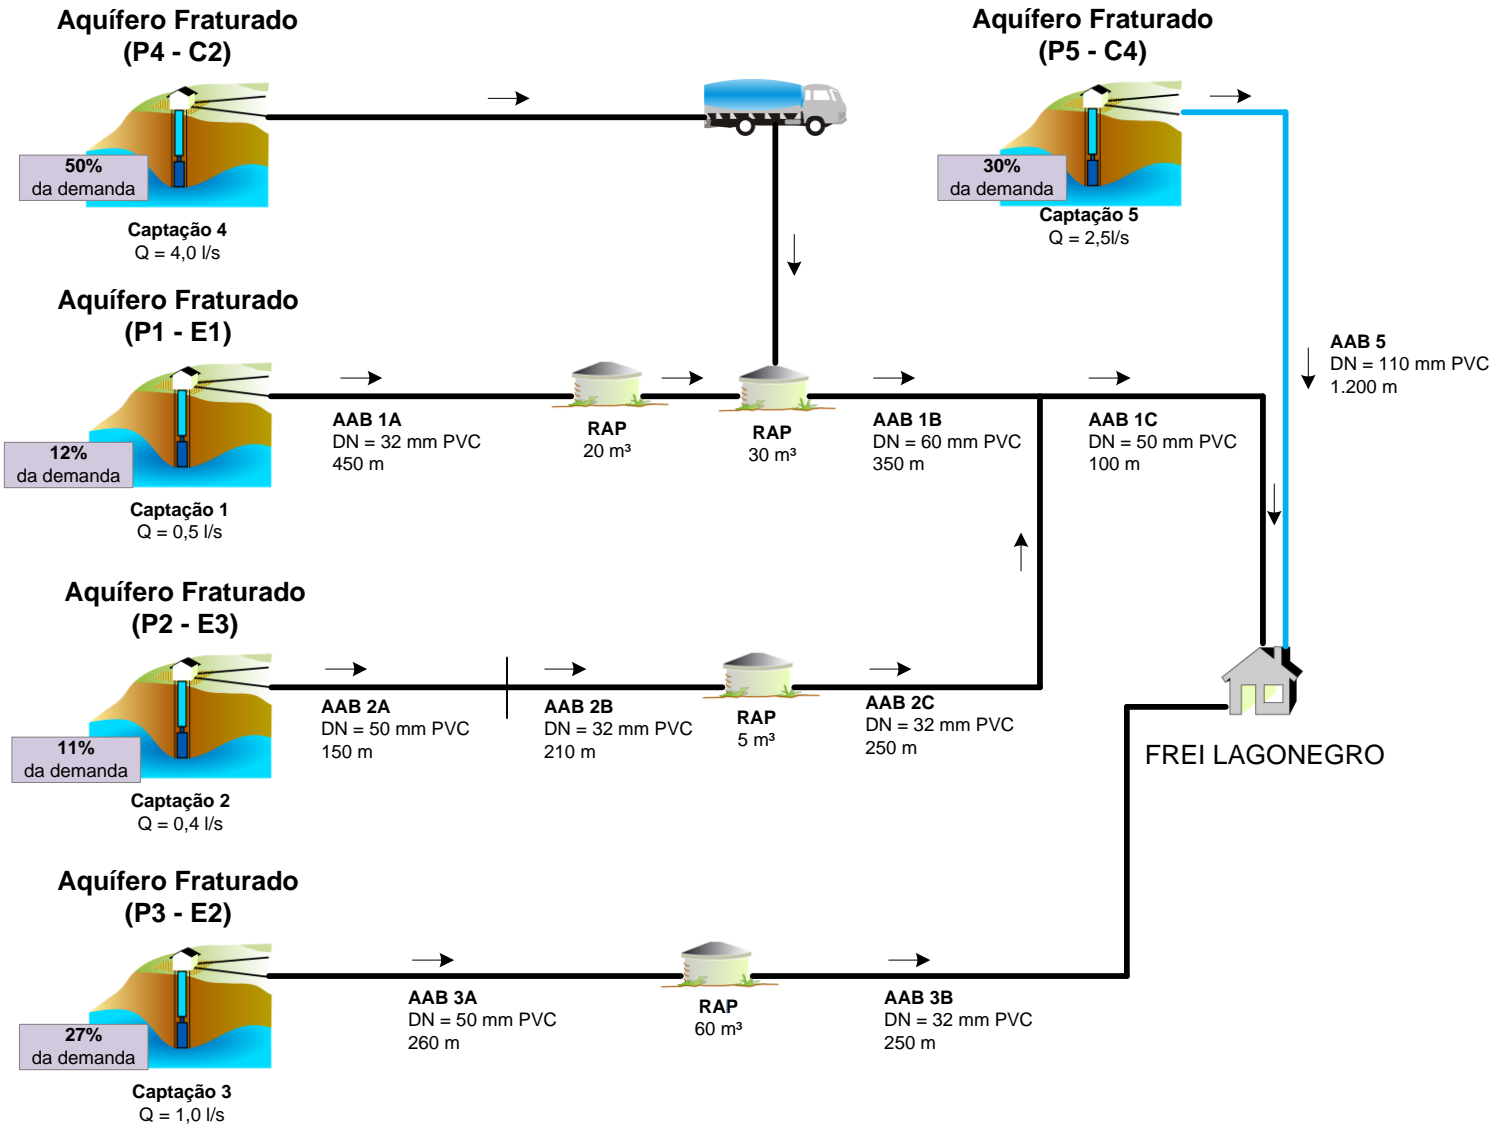 Aquífero Fraturado
(P4 - C2)
50%
da demanda
Captação 4
Q = 4,0 l/s
Aquífero Fraturado
(P5 - C4)
30%
da demanda
Captação 5
Q = 2,5l/s
AAB 5
DN = 110 mm PVC
1.200 m
Aquífero Fraturado
(P1 - E1)
12%
da demanda
Captação 1
Q = 0,5 l/s
AAB 1A
DN = 32 mm PVC
450 m
RAP
20 m³
RAP
30 m³
AAB 1B
DN = 60 mm PVC
350 m
AAB 1C
DN = 50 mm PVC
100 m
Aquífero Fraturado
(P2 - E3)
11%
da demanda
Captação 2
Q = 0,4 l/s
AAB 2A
DN = 50 mm PVC
150 m
AAB 2B
DN = 32 mm PVC
210 m
RAP
5 m³
AAB 2C
DN = 32 mm PVC
250 m
FREI LAGONEGRO
Aquífero Fraturado
(P3 - E2)
27%
da demanda
Captação 3
Q = 1,0 l/s
AAB 3A
DN = 50 mm PVC
260 m
RAP
60 m³
AAB 3B
DN = 32 mm PVC
250 m